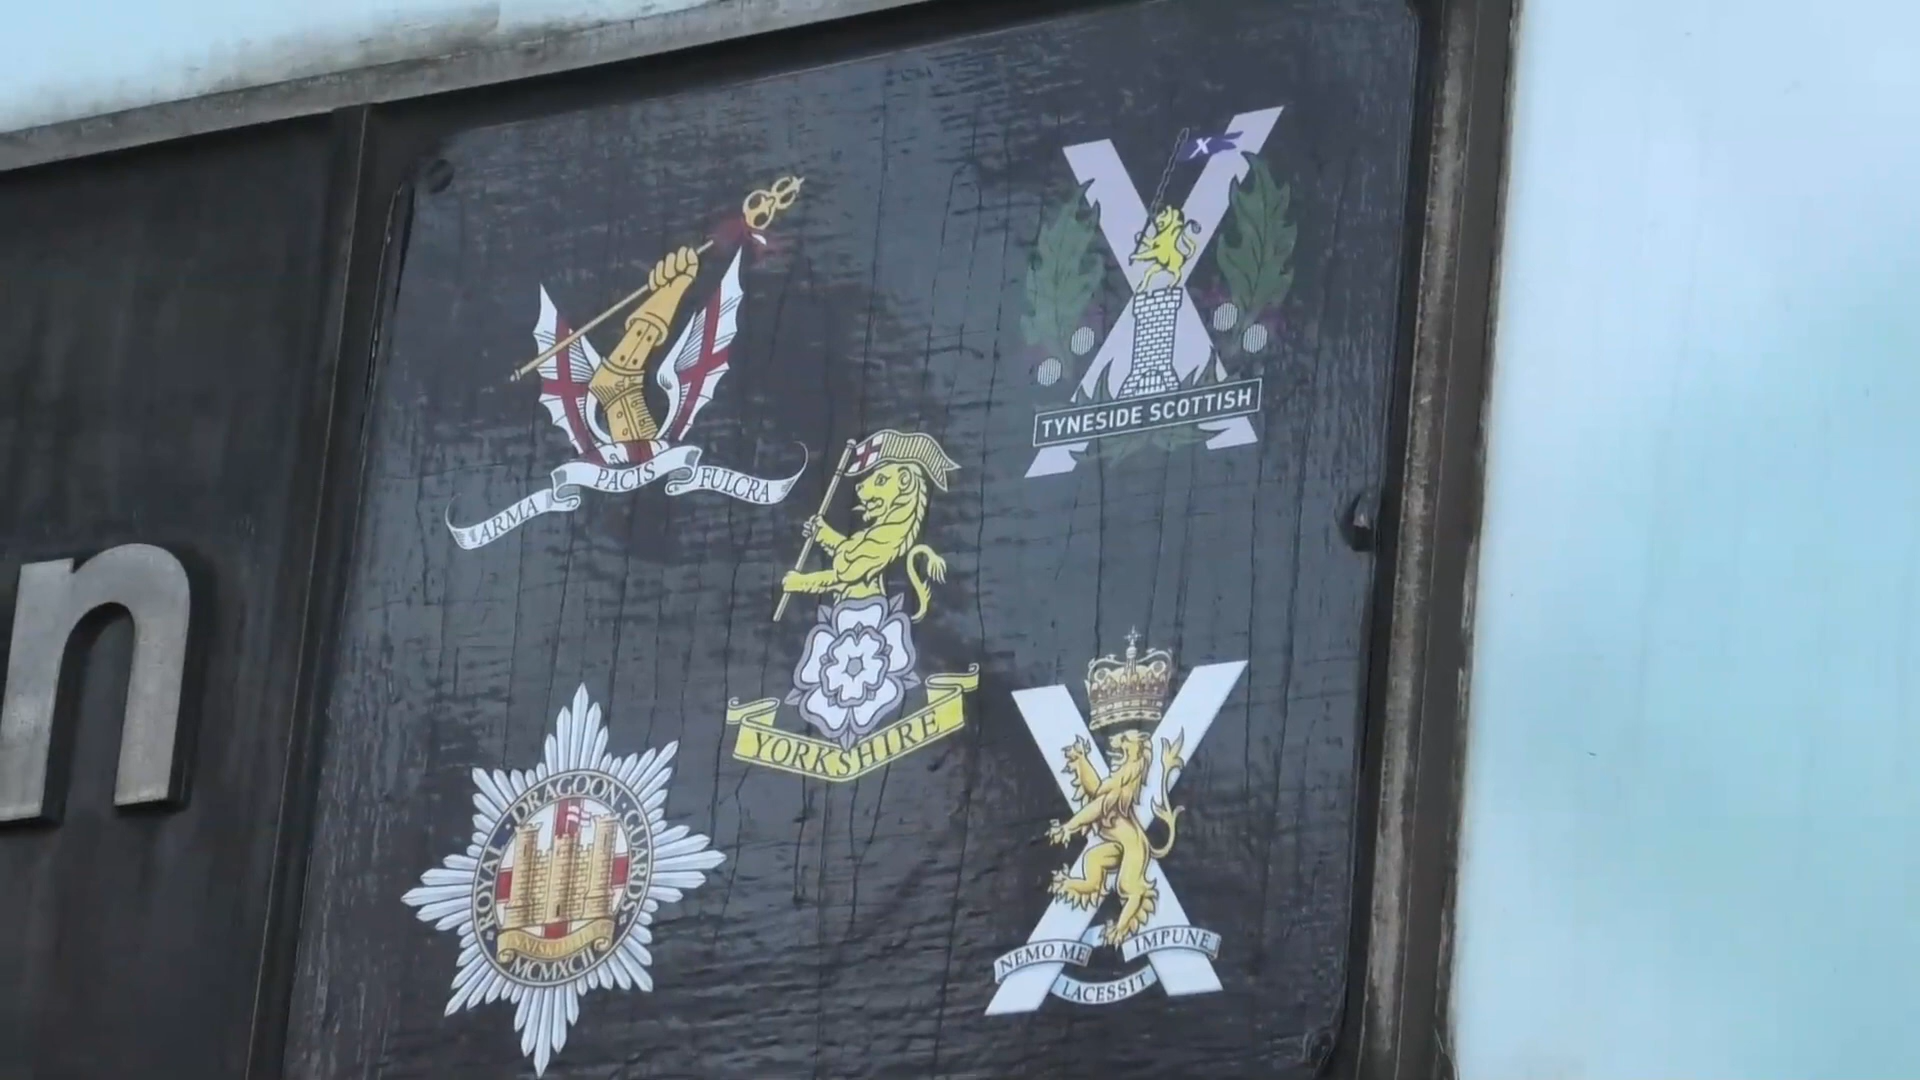 X
TYNESIDE SCOTTISH
ARMA PACIS FULCRA
n
YORKSHIRE
ROYAL · DRAGOON · GUARDS
MCMXCII
NEMO ME IMPUNE
LACESSIT